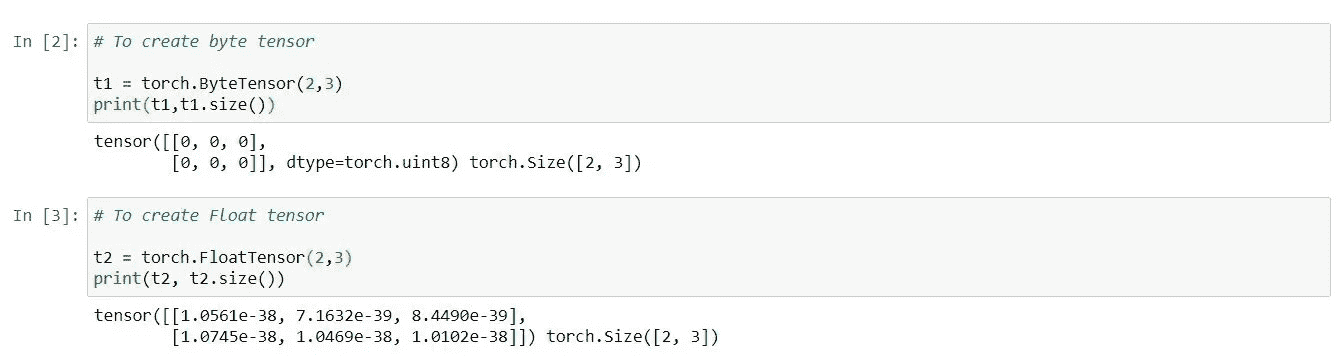 In [2]: # To create byte tensor
t1 = torch.ByteTensor(2,3)
print(t1,t1.size())
tensor([[0, 0, 0],
[0, 0, 0]], dtype=torch.uint8) torch.Size([2, 3])
In [3]: # To create Float tensor
t2 = torch.FloatTensor(2,3)
print(t2, t2.size())
tensor([[1.0561e-38, 7.1632e-39, 8.4490e-39],
[1.0745e-38, 1.0469e-38, 1.0102e-38]]) torch.Size([2, 3])